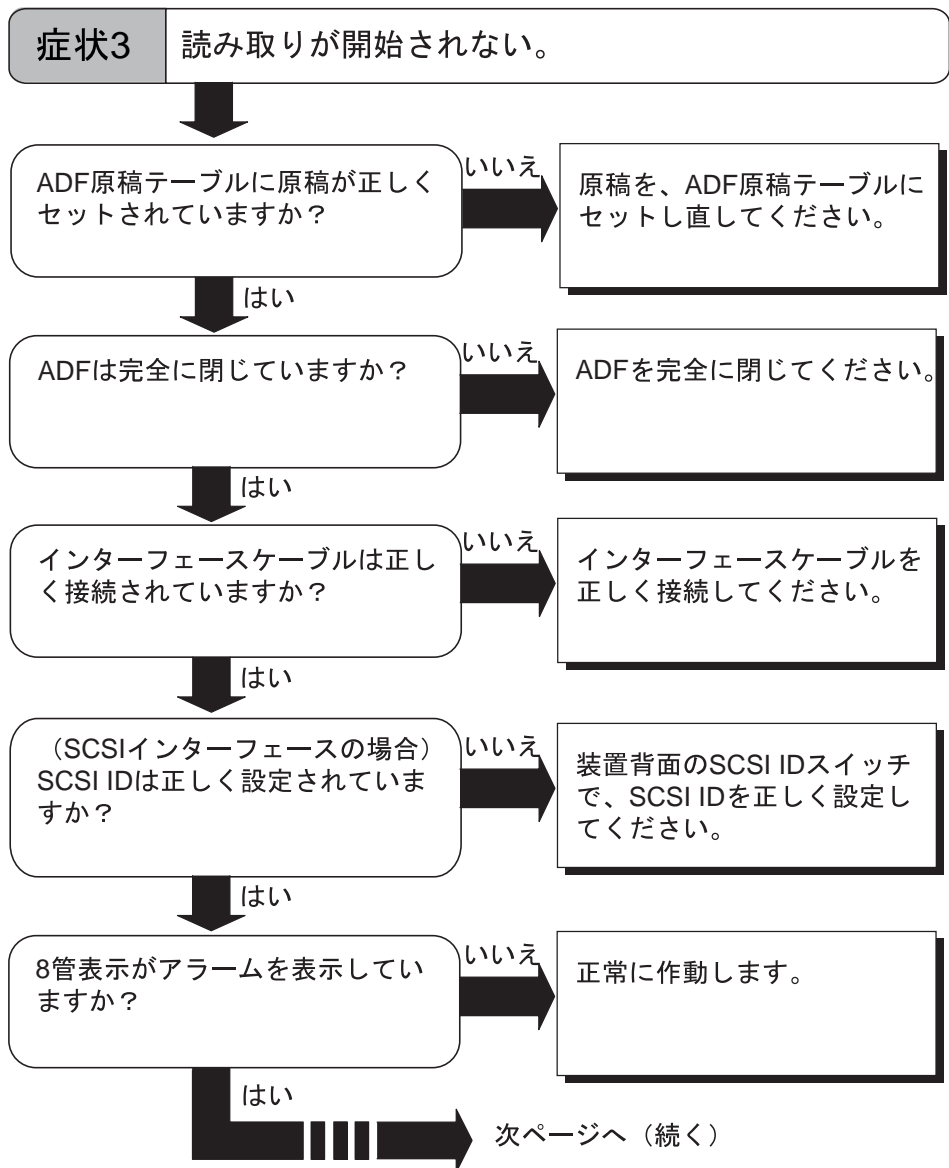 症状3 読み取りが開始されない。
ADF原稿テーブルに原稿が正しく
セットされていますか？
いいえ
原稿を、ADF原稿テーブルに
セットし直してください。
はい
ADFは完全に閉じていますか？
いいえ
ADFを完全に閉じてください。
はい
インターフェースケーブルは正し
く接続されていますか？
いいえ
インターフェースケーブルを
正しく接続してください。
はい
（SCSIインターフェースの場合）
SCSI IDは正しく設定されていま
すか？
いいえ
装置背面のSCSI IDスイッチ
で、SCSI IDを正しく設定し
てください。
はい
8管表示がアラームを表示してい
ますか？
いいえ
正常に作動します。
はい
次ページへ（続く）